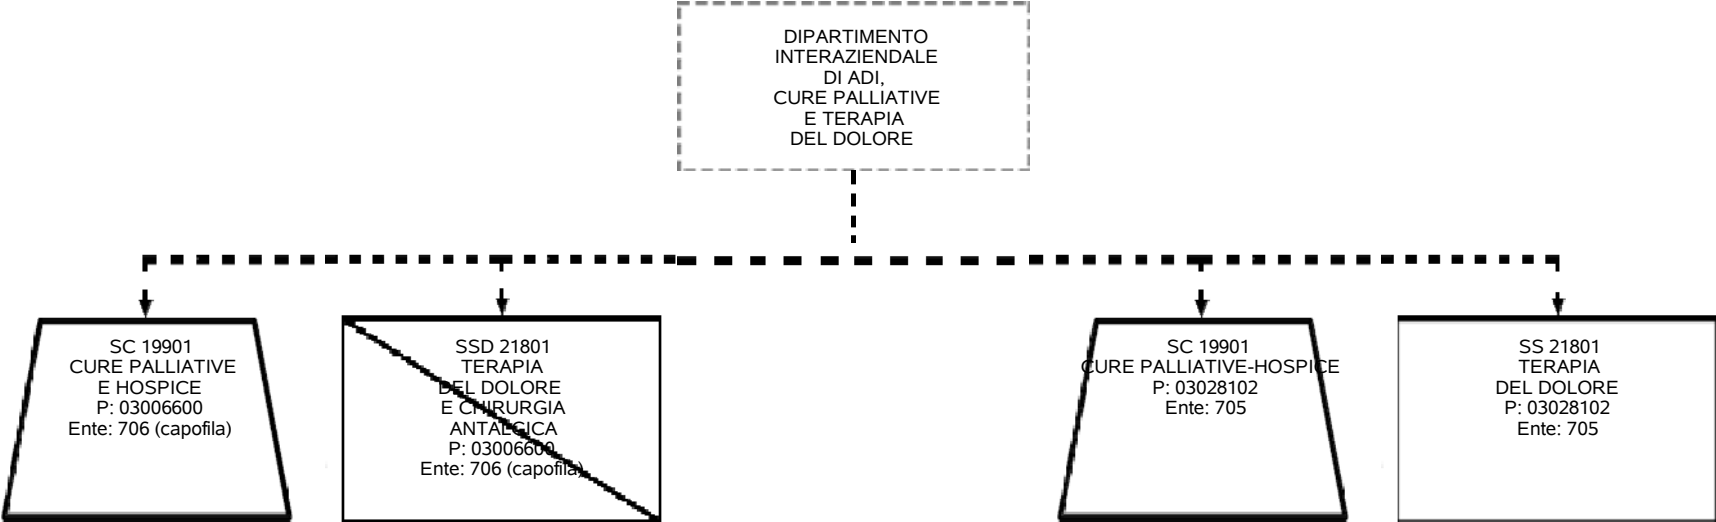 DIPARTIMENTO
INTERAZIENDALE
DI ADI,
CURE PALLIATIVE
E TERAPIA
DEL DOLORE
SC 19901
CURE PALLIATIVE
E HOSPICE
P: 03006600
Ente: 706 (capofila)
SSD 21801
TERAPIA
DEL DOLORE
E CHIRURGIA
ANTALGICA
P: 03006600
Ente: 706 (capofila)
SC 19901
CURE PALLIATIVE-HOSPICE
P: 03028102
Ente: 705
SS 21801
TERAPIA
DEL DOLORE
P: 03028102
Ente: 705